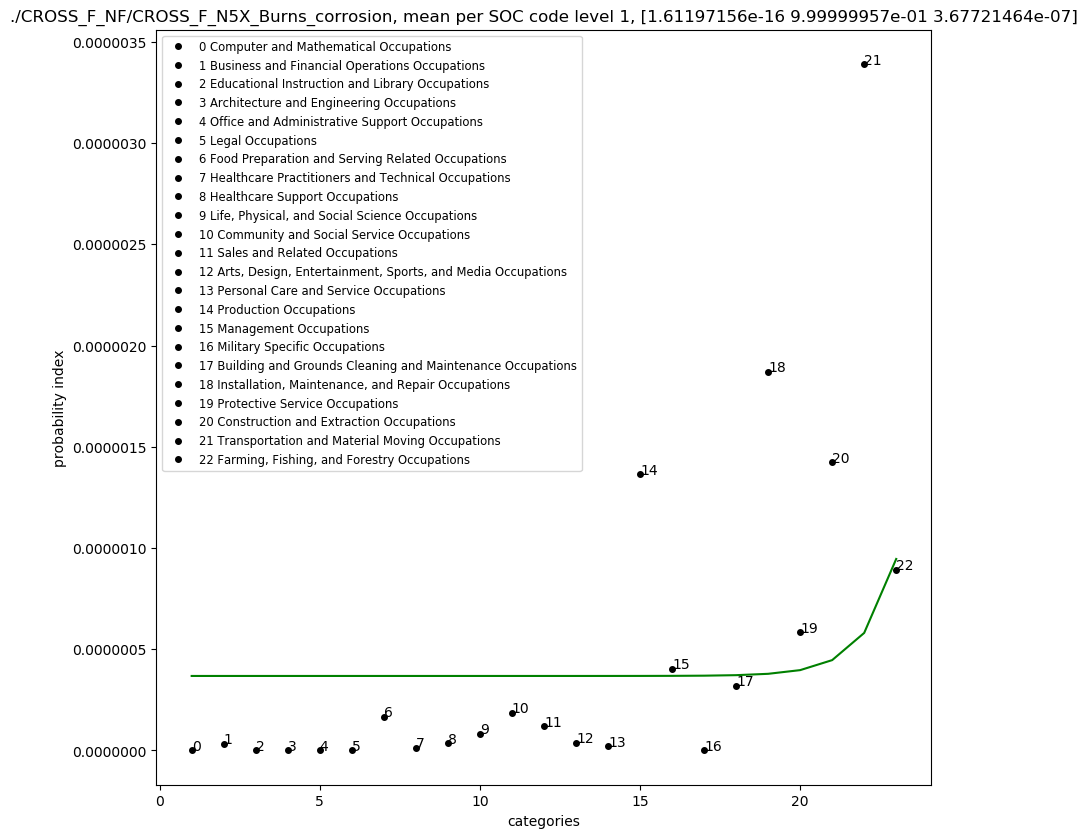 ./CROSS_F_NF/CROSS_F_N5X_Burns_corrosion, mean per SOC code level 1, [1.61197156e-16 9.99999957e-01 3.67721464e-07]
0 Computer and Mathematical Occupations
1 Business and Financial Operations Occupations
2 Educational Instruction and Library Occupations
3 Architecture and Engineering Occupations
4 Office and Administrative Support Occupations
5 Legal Occupations
6 Food Preparation and Serving Related Occupations
7 Healthcare Practitioners and Technical Occupations
8 Healthcare Support Occupations
9 Life, Physical, and Social Science Occupations
10 Community and Social Service Occupations
11 Sales and Related Occupations
12 Arts, Design, Entertainment, Sports, and Media Occupations
13 Personal Care and Service Occupations
14 Production Occupations
15 Management Occupations
16 Military Specific Occupations
17 Building and Grounds Cleaning and Maintenance Occupations
18 Installation, Maintenance, and Repair Occupations
19 Protective Service Occupations
20 Construction and Extraction Occupations
21 Transportation and Material Moving Occupations
22 Farming, Fishing, and Forestry Occupations
0.0000035
0.0000030
0.0000025
0.0000020
0.0000015
0.0000010
0.0000005
0.0000000
probability index
0
1
2
3
4
5
6
7
8
9
10
11
12
13
14
15
16
17
18
19
20
21
22
0
5
10
15
20
categories